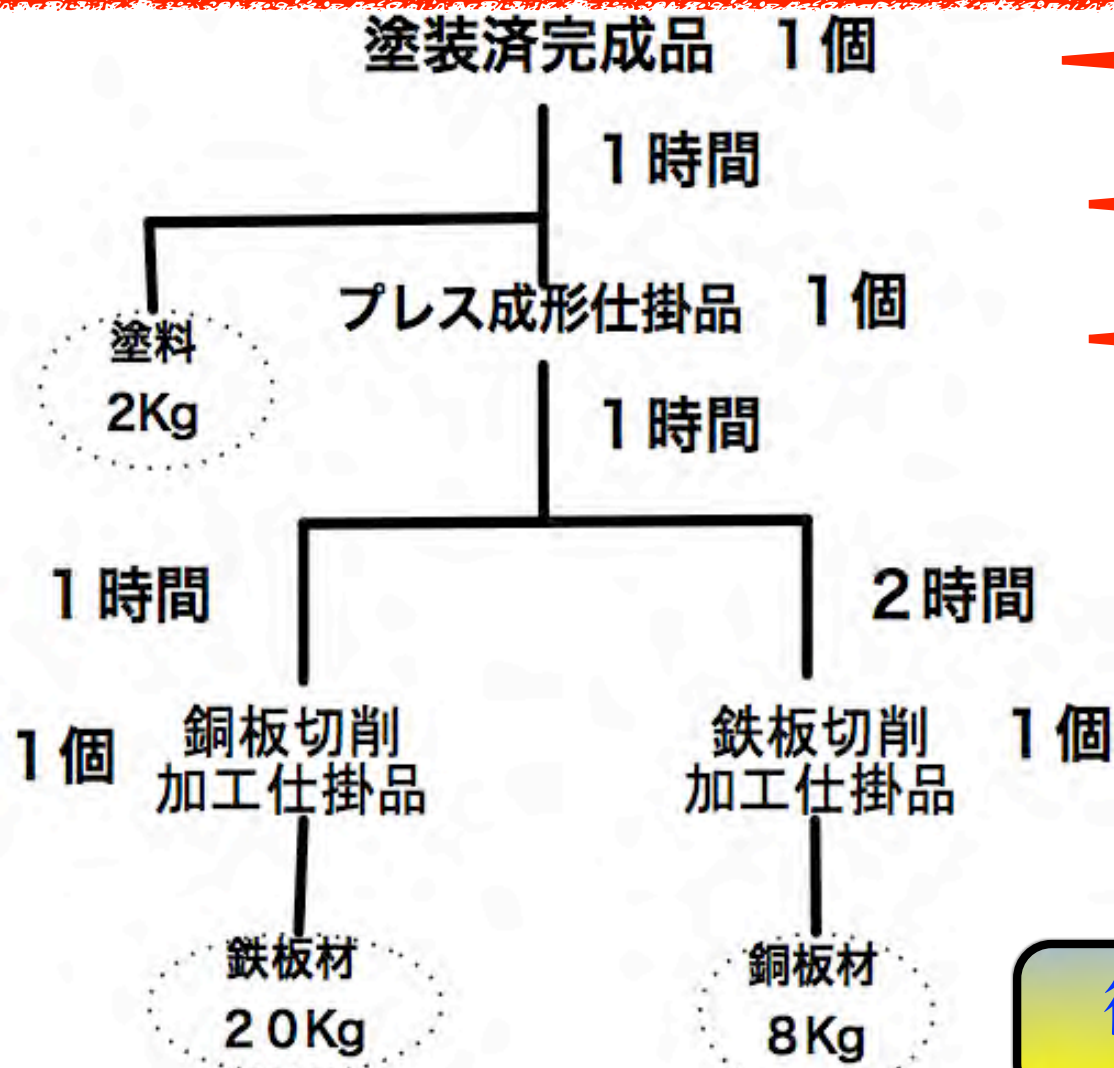 塗装済完成品 1個
1時間
プレス成形仕掛品 1個
塗料
2Kg
1時間
1時間
2時間
1個
銅板切削
加工仕掛品
鉄板切削
加工仕掛品
1個
鉄板材
20Kg
銅板材
8Kg